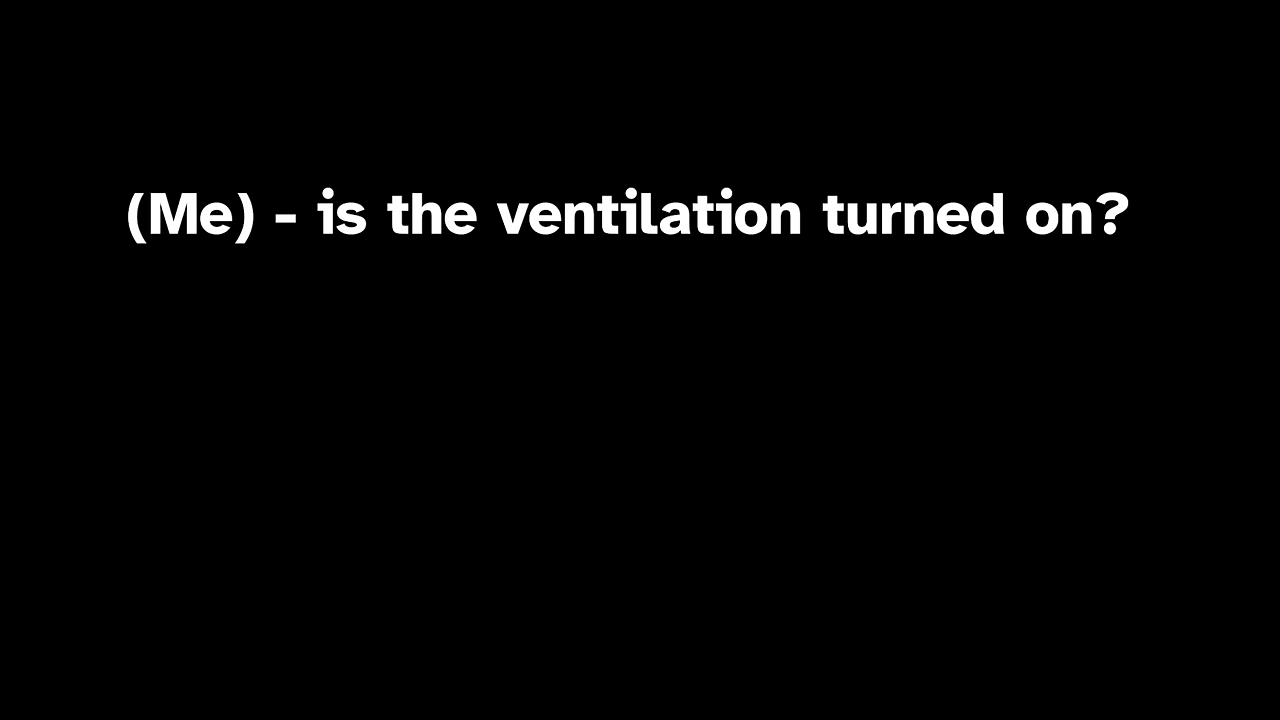 (Me) - is the ventilation turned on?